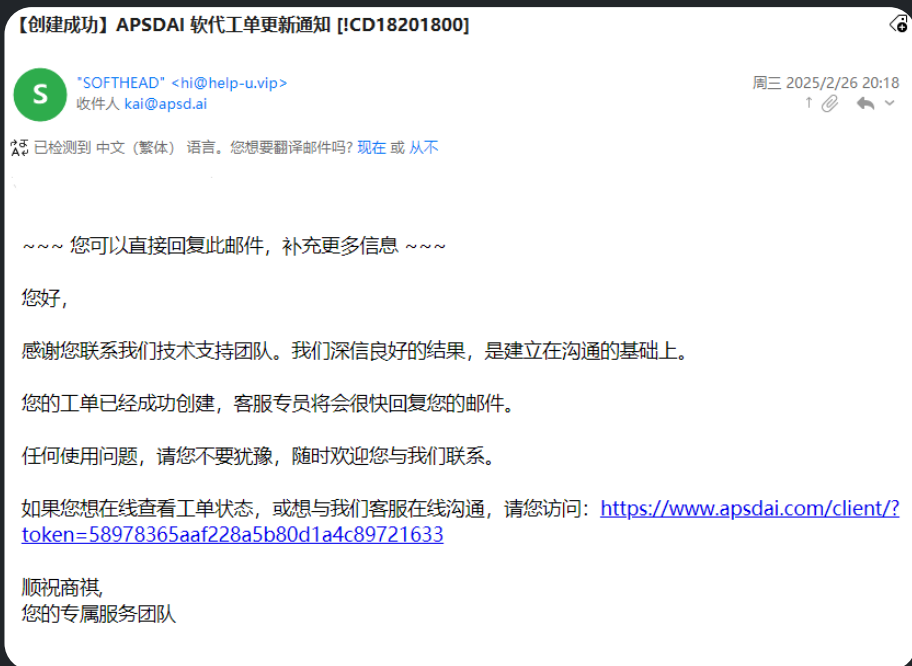 【创建成功】APSDAI 软代工单更新通知 [!CD18201800]
S
"SOFTHEAD" <hi@help-u.vip>
周三 2025/2/26 20:18
收件人 kai@apsd.ai
已检测到 中文（繁体） 语言。您想要翻译邮件吗? 现在 或 从不
~~~ 您可以直接回复此邮件，补充更多信息 ~~~
您好，
感谢您联系我们技术支持团队。我们深信良好的结果，是建立在沟通的基础上。
您的工单已经成功创建，客服专员将会很快回复您的邮件。
任何使用问题，请您不要犹豫，随时欢迎您与我们联系。
如果您想在线查看工单状态，或想与我们客服在线沟通，请您访问：https://www.apsdai.com/client/?
token=58978365aaf228a5b80d1a4c89721633
顺祝商祺,
您的专属服务团队